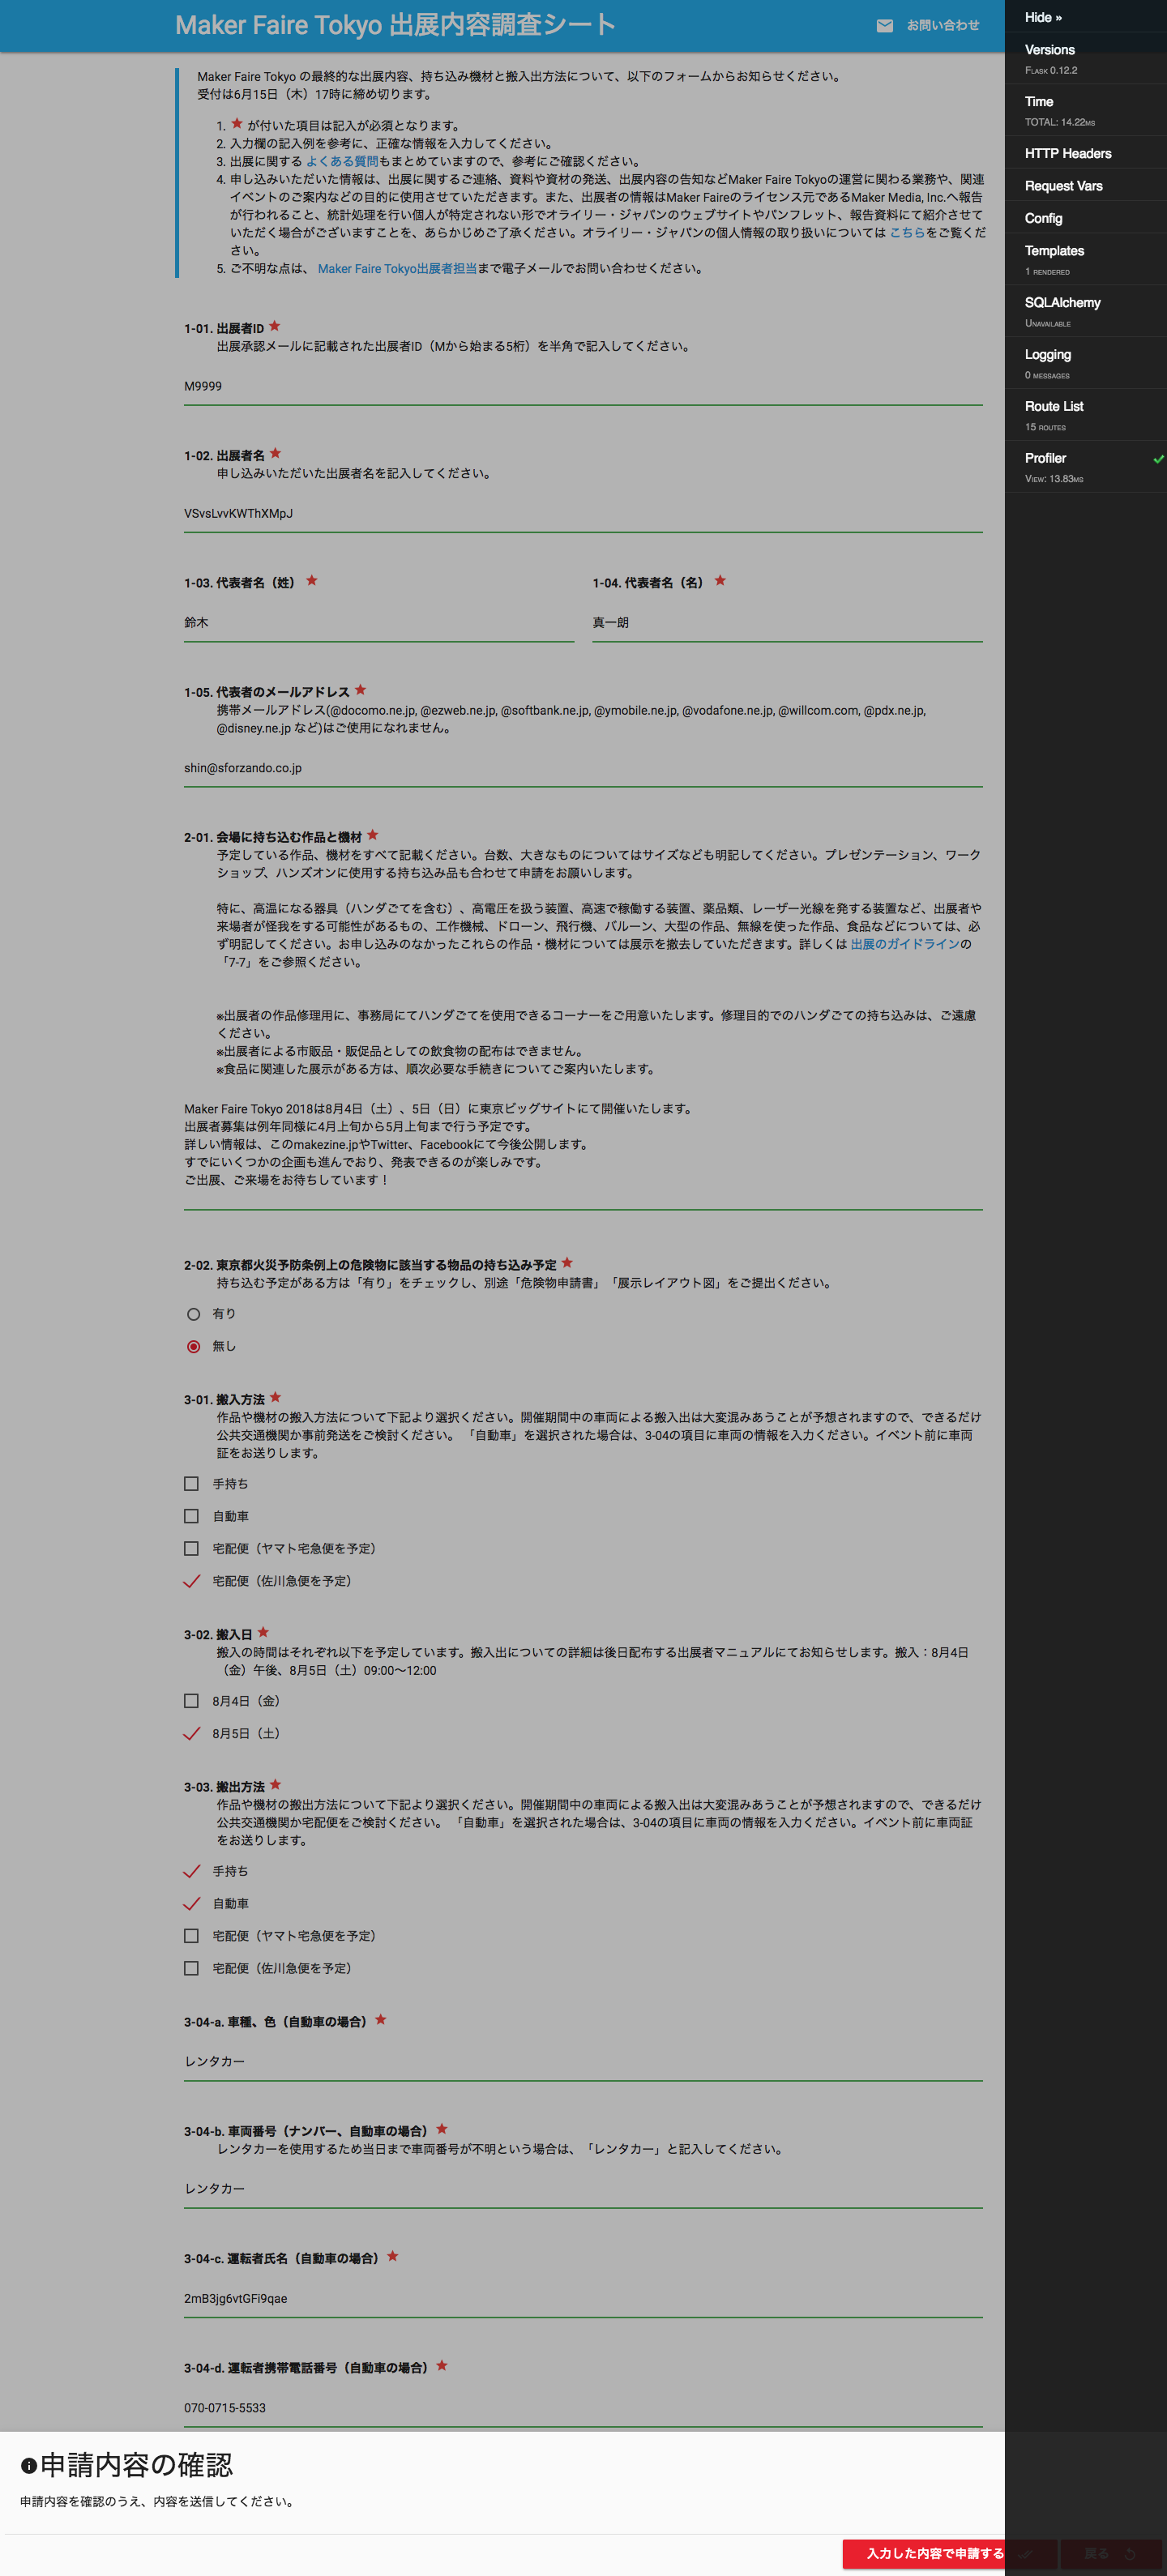 Maker Faire Tokyo 出展内容調査シート
お問い合わせ
Maker Faire Tokyo の最終的な出展内容、持ち込み機材と搬入出方法について、以下のフォームからお知らせください。
受付は6月15日（木）17時に締め切ります。
1. ★ が付いた項目は記入が必須となります。
2. 入力欄の記入例を参考に、正確な情報を入力してください。
3. 出展に関する よくある質問もまとめていますので、参考にご確認ください。
4. 申し込みいただいた情報は、出展に関するご連絡、資料や資材の発送、出展内容の告知などMaker Faire Tokyoの運営に関わる業務や、関連
イベントのご案内などの目的に使用させていただきます。また、出展者の情報はMaker Faireのライセンス元であるMaker Media, Inc.へ報告
が行われること、統計処理を行い個人が特定されない形でオライリー・ジャパンのウェブサイトやパンフレット、報告資料にて紹介させて
いただく場合がございますことを、あらかじめご了承ください。オライリー・ジャパンの個人情報の取り扱いについては こちらをご覧くだ
さい。
5. ご不明な点は、 Maker Faire Tokyo出展者担当まで電子メールでお問い合わせください。
1-01. 出展者ID ★
出展承認メールに記載された出展者ID（Mから始まる5桁）を半角で記入してください。
M9999
1-02. 出展者名 ★
申し込みいただいた出展者名を記入してください。
VSvsLvvKWThXMpJ
1-03. 代表者名（姓） ★
1-04. 代表者名（名） ★
鈴木
真一朗
1-05. 代表者のメールアドレス ★
携帯メールアドレス(@docomo.ne.jp, @ezweb.ne.jp, @softbank.ne.jp, @ymobile.ne.jp, @vodafone.ne.jp, @willcom.com, @pdx.ne.jp,
@disney.ne.jp など)はご使用になれません。
shin@sforzando.co.jp
2-01. 会場に持ち込む作品と機材 ★
予定している作品、機材をすべて記載ください。台数、大きなものについてはサイズなども明記してください。プレゼンテーション、ワーク
ショップ、ハンズオンに使用する持ち込み品も合わせて申請をお願いします。
特に、高温になる器具（ハンダごてを含む）、高電圧を扱う装置、高速で稼働する装置、薬品類、レーザー光線を発する装置など、出展者や
来場者が怪我をする可能性があるもの、工作機械、ドローン、飛行機、バルーン、大型の作品、無線を使った作品、食品などについては、必
ず明記してください。お申し込みのなかったこれらの作品・機材については展示を撤去していただきます。詳しくは 出展のガイドラインの
「7-7」をご参照ください。
※出展者の作品修理用に、事務局にてハンダごてを使用できるコーナーをご用意いたします。修理目的でのハンダごての持ち込みは、ご遠慮
ください。
※出展者による市販品・販促品としての飲食物の配布はできません。
※食品に関連した展示がある方は、順次必要な手続きについてご案内いたします。
Maker Faire Tokyo 2018は8月4日（土）、5日（日）に東京ビッグサイトにて開催いたします。
出展者募集は例年同様に4月上旬から5月上旬まで行う予定です。
詳しい情報は、このmakezine.jpやTwitter、Facebookにて今後公開します。
すでにいくつかの企画も進んでおり、発表できるのが楽しみです。
ご出展、ご来場をお待ちしています！
2-02. 東京都火災予防条例上の危険物に該当する物品の持ち込み予定 ★
持ち込む予定がある方は「有り」をチェックし、別途「危険物申請書」「展示レイアウト図」をご提出ください。
有り
無し
3-01. 搬入方法 ★
作品や機材の搬入方法について下記より選択ください。開催期間中の車両による搬入出は大変混みあうことが予想されますので、できるだけ
公共交通機関か事前発送をご検討ください。 「自動車」を選択された場合は、3-04の項目に車両の情報を入力ください。イベント前に車両
証をお送りします。
手持ち
自動車
宅配便（ヤマト宅急便を予定）
宅配便（佐川急便を予定）
3-02. 搬入日 ★
搬入の時間はそれぞれ以下を予定しています。搬入出についての詳細は後日配布する出展者マニュアルにてお知らせします。搬入：8月4日
（金）午後、8月5日（土）09:00〜12:00
8月4日（金）
8月5日（土）
3-03. 搬出方法 ★
作品や機材の搬出方法について下記より選択ください。開催期間中の車両による搬入出は大変混みあうことが予想されますので、できるだけ
公共交通機関か宅配便をご検討ください。 「自動車」を選択された場合は、3-04の項目に車両の情報を入力ください。イベント前に車両証
をお送りします。
手持ち
自動車
宅配便（ヤマト宅急便を予定）
宅配便（佐川急便を予定）
3-04-a. 車種、色（自動車の場合） ★
レンタカー
3-04-b. 車両番号（ナンバー、自動車の場合） ★
レンタカーを使用するため当日まで車両番号が不明という場合は、「レンタカー」と記入してください。
レンタカー
3-04-c. 運転者氏名（自動車の場合） ★
2mB3jg6vtGFi9qae
3-04-d. 運転者携帯電話番号（自動車の場合） ★
070-0715-5533
申請内容の確認
申請内容を確認のうえ、内容を送信してください。
入力した内容で申請する
戻る
Hide »
Versions
Flask 0.12.2
Time
TOTAL: 14.22ms
HTTP Headers
Request Vars
Config
Templates
1 rendered
SQLAlchemy
Unavailable
Logging
0 messages
Route List
15 routes
Profiler
View: 13.83ms